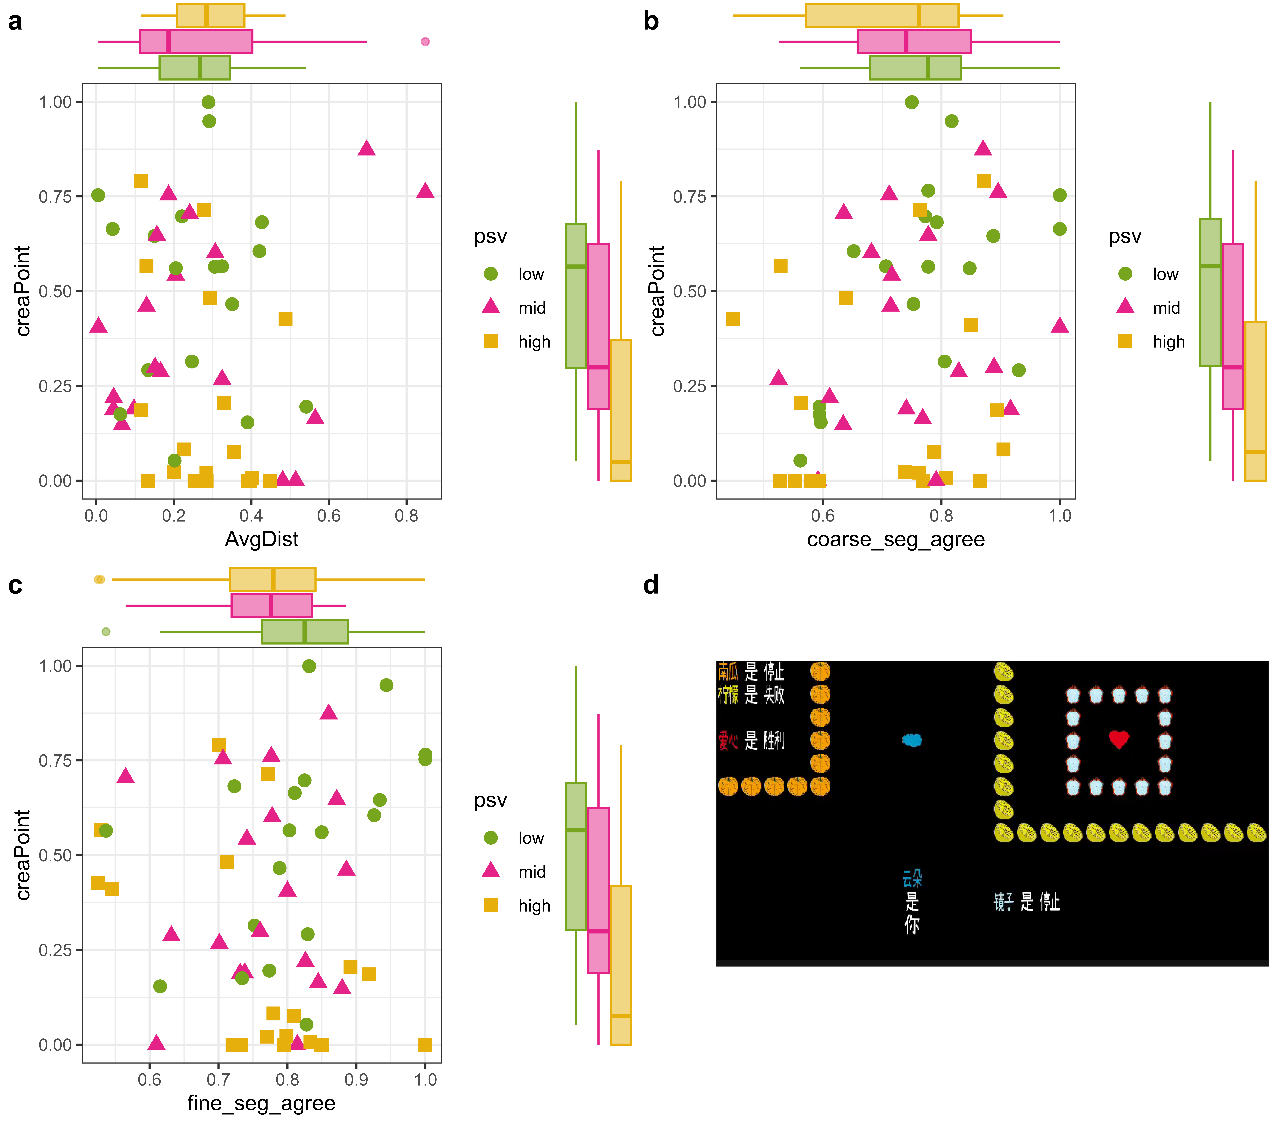 a
1.00
0.75
0.50
0.25
0.00
creaPoint
0.0 0.2 0.4 0.6 0.8
AvgDist
psv
low
mid
high
b
1.00
0.75
0.50
0.25
0.00
creaPoint
0.6 0.8 1.0
coarse_seg_agree
psv
low
mid
high
c
1.00
0.75
0.50
0.25
0.00
creaPoint
0.6 0.7 0.8 0.9 1.0
fine_seg_agree
psv
low
mid
high
d
南瓜 是 停止
柠檬 是 失败
爱心 是 胜利
云朵
是
你
镜子 是 停止